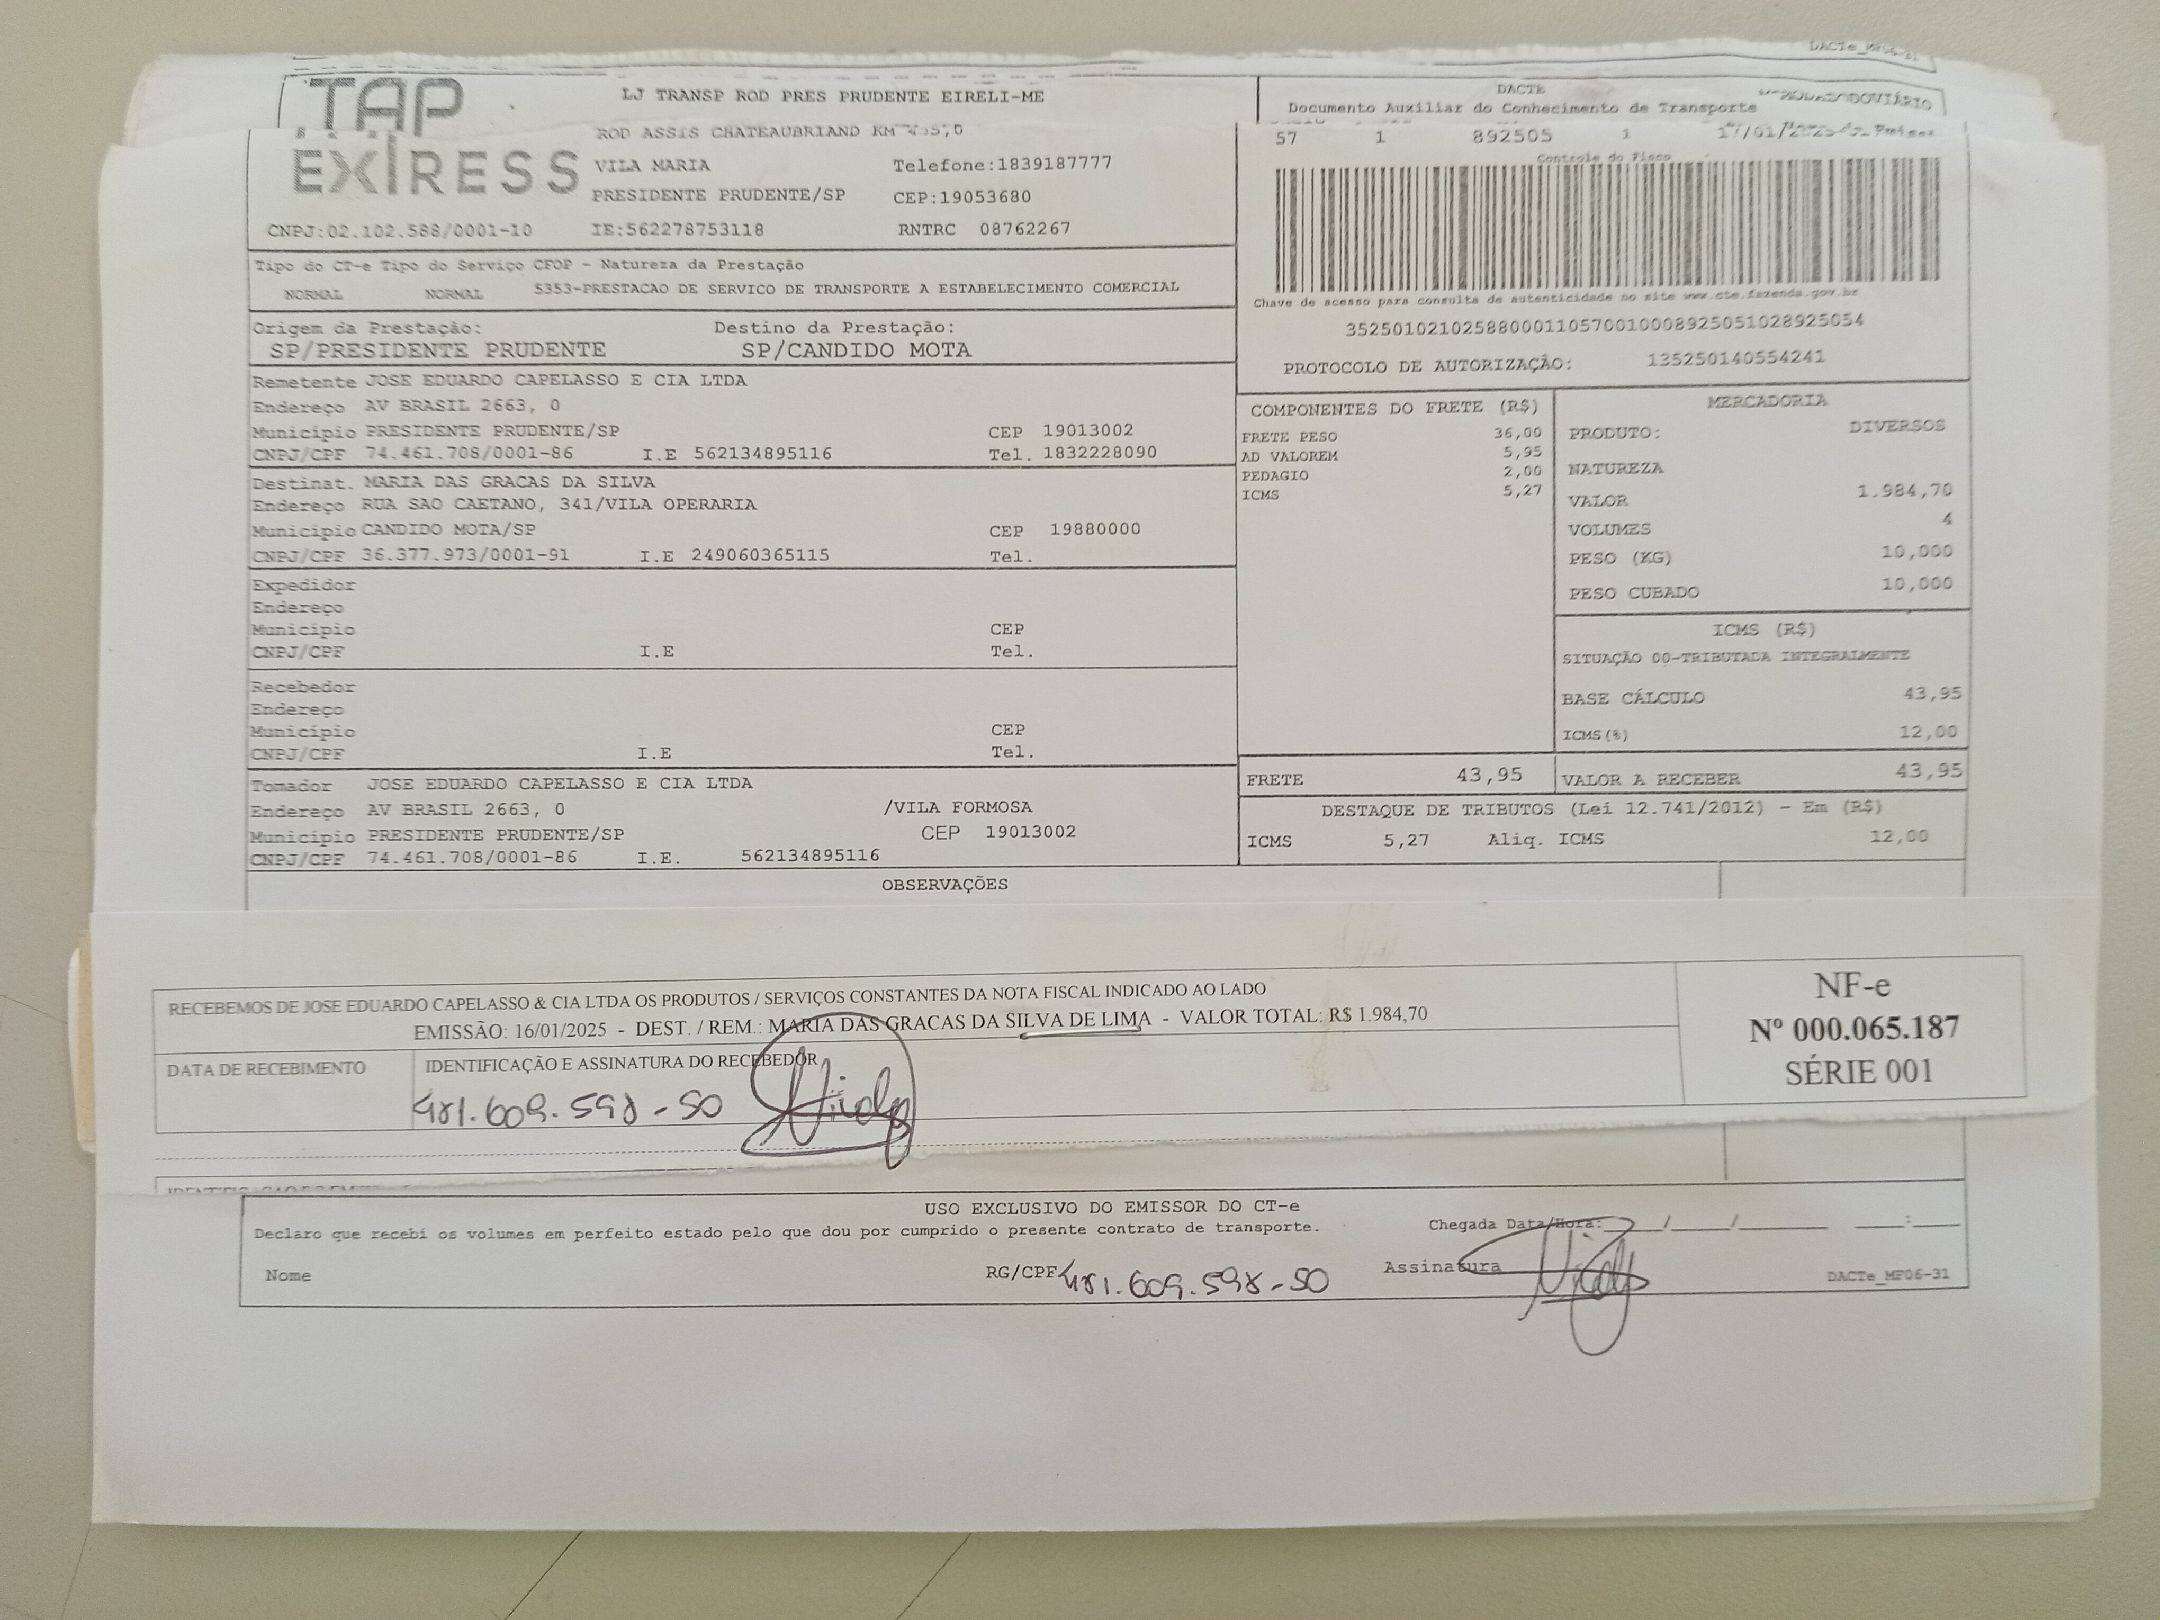 TAP
EXPRESS
LJ TRANSP ROD PRES PRUDENTE EIRELI-ME
ROD ASSIS CHATEAUBRIAND KM
VILA MARIA Telefone:1839187777
PRESIDENTE PRUDENTE/SP CEP:19053680
CNPJ:02.102.588/0001-10 IE:562278753118 RNTRC 08762267
DACTE
Documento Auxiliar do Conhecimento de Transporte
57 1 892505 1
Controle do Fisco
Chave de acesso para consulta de autenticidade no site www.cte.fazenda.gov.br
35250102102588000110570010008925051028925054
PROTOCOLO DE AUTORIZAÇÃO: 135250140554241
Tipo do CT-e Tipo do Serviço CFOP - Natureza da Prestação
NORMAL NORMAL 5353-PRESTACAO DE SERVICO DE TRANSPORTE A ESTABELECIMENTO COMERCIAL
Origem da Prestação: Destino da Prestação:
SP/PRESIDENTE PRUDENTE SP/CANDIDO MOTA
Remetente JOSE EDUARDO CAPELASSO E CIA LTDA
Endereço AV BRASIL 2663, 0
Município PRESIDENTE PRUDENTE/SP CEP 19013002
CNPJ/CPF 74.461.708/0001-86 I.E 562134895116 Tel. 1832228090
Destinat. MARIA DAS GRACAS DA SILVA
Endereço RUA SAO CAETANO, 341/VILA OPERARIA
Município CANDIDO MOTA/SP CEP 19880000
CNPJ/CPF 36.377.973/0001-91 I.E 249060365115 Tel.
Expedidor
Endereço
Município CEP
CNPJ/CPF I.E Tel.
Recebedor
Endereço
Município CEP
CNPJ/CPF I.E Tel.
Tomador JOSE EDUARDO CAPELASSO E CIA LTDA
Endereço AV BRASIL 2663, 0 /VILA FORMOSA
Município PRESIDENTE PRUDENTE/SP CEP 19013002
CNPJ/CPF 74.461.708/0001-86 I.E. 562134895116
COMPONENTES DO FRETE (R$)
FRETE PESO 36,00
AD VALOREM 5,95
PEDAGIO 2,00
ICMS 5,27
MERCADORIA
PRODUTO: DIVERSOS
NATUREZA
VALOR 1.984,70
VOLUMES 4
PESO (KG) 10,000
PESO CUBADO 10,000
ICMS (R$)
SITUAÇÃO 00-TRIBUTADA INTEGRALMENTE
BASE CÁLCULO 43,95
ICMS(%) 12,00
FRETE 43,95 VALOR A RECEBER 43,95
DESTAQUE DE TRIBUTOS (Lei 12.741/2012) - Em (R$)
ICMS 5,27 Aliq. ICMS 12,00
OBSERVAÇÕES
RECEBEMOS DE JOSE EDUARDO CAPELASSO & CIA LTDA OS PRODUTOS / SERVIÇOS CONSTANTES DA NOTA FISCAL INDICADO AO LADO
EMISSÃO: 16/01/2025 - DEST. / REM.: MARIA DAS GRACAS DA SILVA DE LIMA - VALOR TOTAL: R$ 1.984,70
DATA DE RECEBIMENTO IDENTIFICAÇÃO E ASSINATURA DO RECEBEDOR
481.609.598-50
NF-e
Nº 000.065.187
SÉRIE 001
USO EXCLUSIVO DO EMISSOR DO CT-e
Declaro que recebi os volumes em perfeito estado pelo que dou por cumprido o presente contrato de transporte. Chegada Data/Hora: ____/____/________ ____:____
Nome RG/CPF 481.609.598-50 Assinatura DACTe_MF06-31